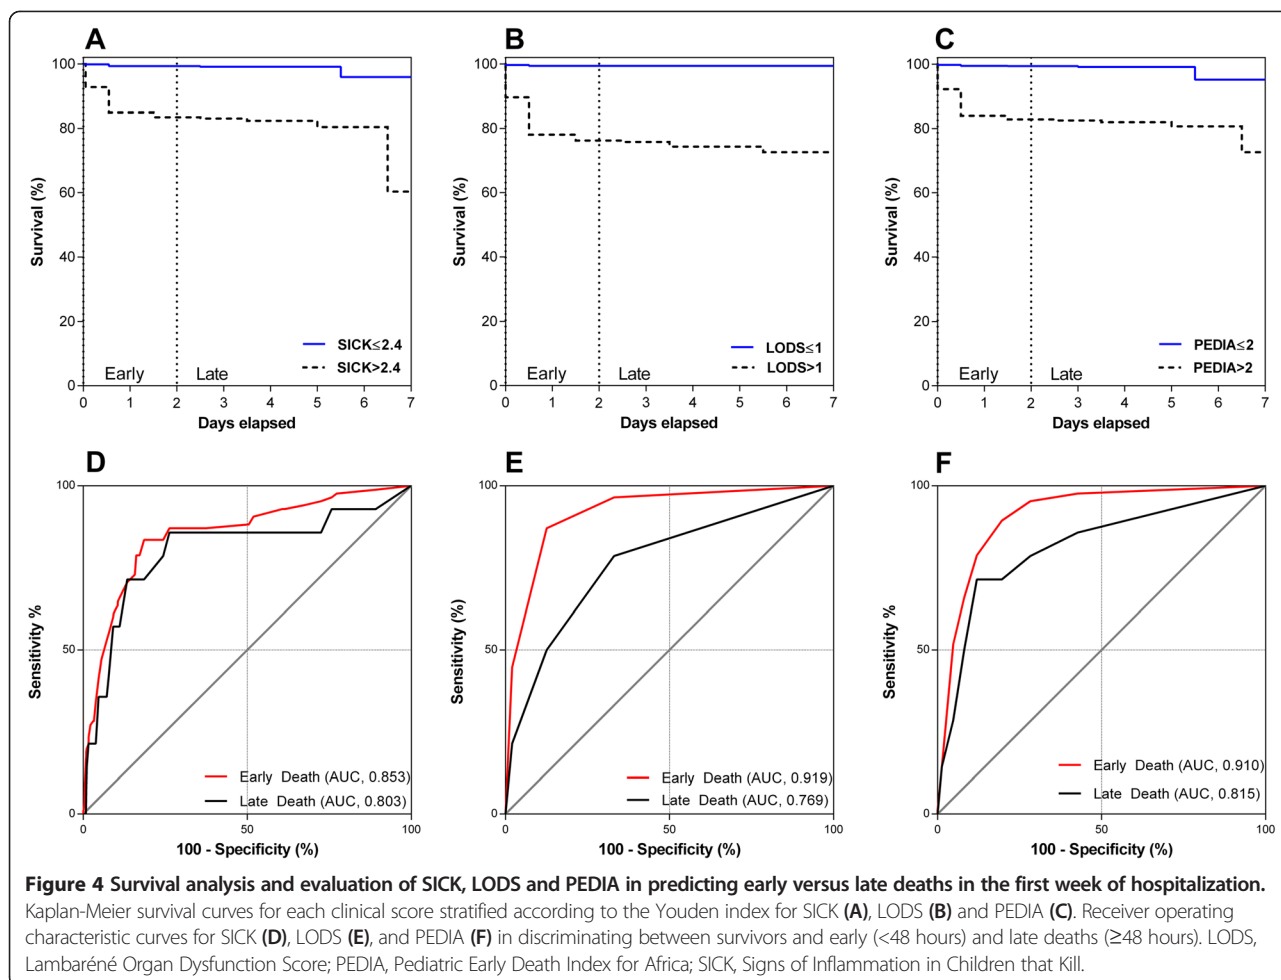 A
Survival (%)
100
80
60
40
20
0
SICK≤2.4
SICK>2.4
Early
Late
0 1 2 3 4 5 6 7
Days elapsed
B
Survival (%)
100
80
60
40
20
0
LODS≤1
LODS>1
Early
Late
0 1 2 3 4 5 6 7
Days elapsed
C
Survival (%)
100
80
60
40
20
0
PEDIA≤2
PEDIA>2
Early
Late
0 1 2 3 4 5 6 7
Days elapsed
D
Sensitivity %
100
50
0
Early Death (AUC, 0.853)
Late Death (AUC, 0.803)
0 50 100
100 - Specificity (%)
E
Sensitivity (%)
100
50
0
Early Death (AUC, 0.919)
Late Death (AUC, 0.769)
0 50 100
100 - Specificity (%)
F
Sensitivity %
100
50
0
Early Death (AUC, 0.910)
Late Death (AUC, 0.815)
0 50 100
100 - Specificity (%)
Figure 4 Survival analysis and evaluation of SICK, LODS and PEDIA in predicting early versus late deaths in the first week of hospitalization.
Kaplan-Meier survival curves for each clinical score stratified according to the Youden index for SICK (A), LODS (B) and PEDIA (C). Receiver operating
characteristic curves for SICK (D), LODS (E), and PEDIA (F) in discriminating between survivors and early (<48 hours) and late deaths (≥48 hours). LODS,
Lambaréné Organ Dysfunction Score; PEDIA, Pediatric Early Death Index for Africa; SICK, Signs of Inflammation in Children that Kill.